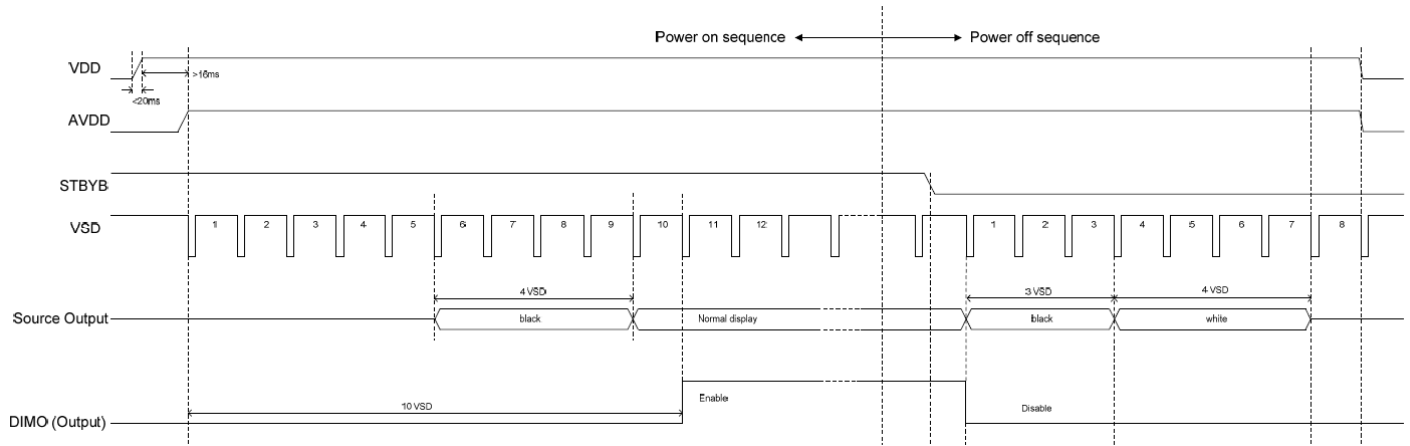 Power on sequence
Power off sequence
VDD
>16ms
<20ms
AVDD
STBYB
VSD
1 2 3 4 5 6 7 8 9 10 11 12 1 2 3 4 5 6 7 8
4 VSD 3 VSD 4 VSD
Source Output
black Normal display black white
Enable
10 VSD
Disable
DIMO (Output)